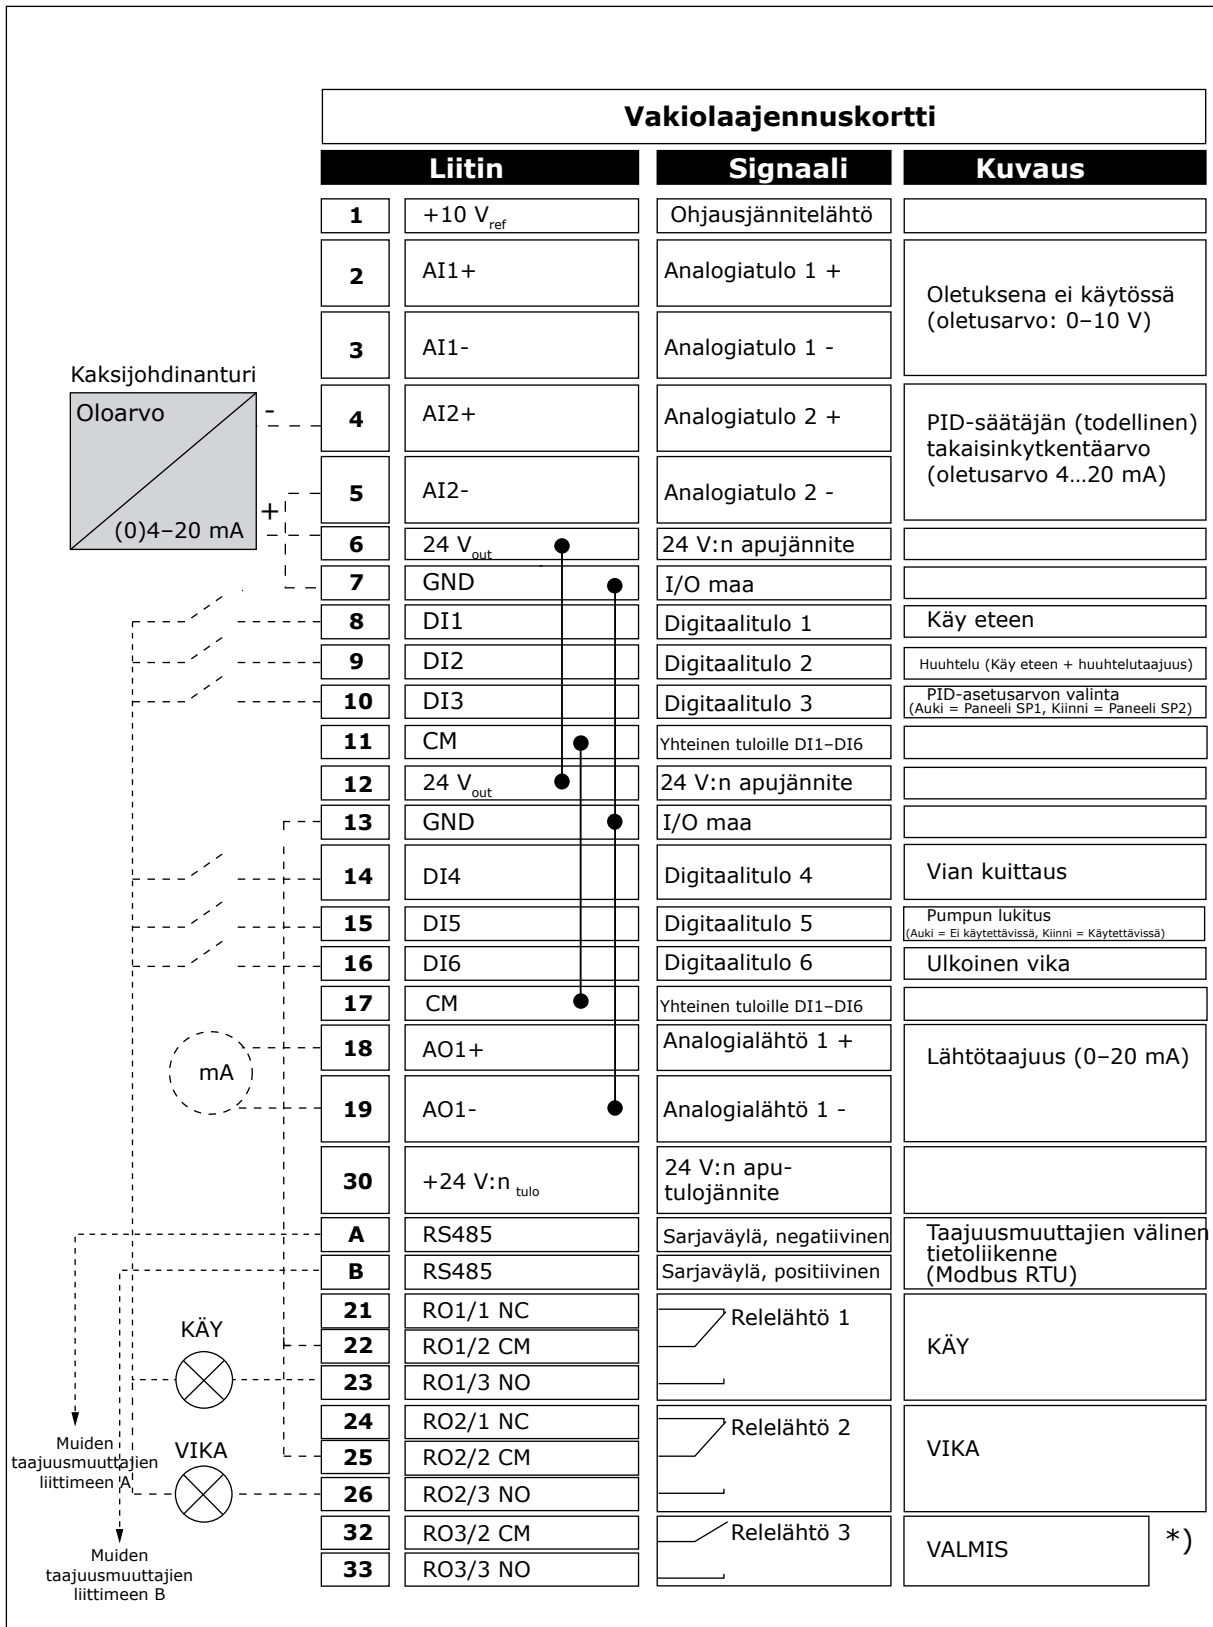 Vakiolaajennuskortti
Liitin Signaali Kuvaus
1 +10 Vref Ohjausjännitelähtö
2 AI1+ Analogiatulo 1 +
Oletuksena ei käytössä
(oletusarvo: 0–10 V)
3 AI1- Analogiatulo 1 -
Kaksijohdinanturi
Oloarvo
-
+
(0)4–20 mA
4 AI2+ Analogiatulo 2 +
PID-säätäjän (todellinen)
takaisinkytkentäarvo
(oletusarvo 4...20 mA)
5 AI2- Analogiatulo 2 -
6 24 Vout 24 V:n apujännite
7 GND I/O maa
8 DI1 Digitaalitulo 1 Käy eteen
9 DI2 Digitaalitulo 2 Huuhtelu (Käy eteen + huuhtelutaajuus)
10 DI3 Digitaalitulo 3 PID-asetusarvon valinta
(Auki = Paneeli SP1, Kiinni = Paneeli SP2)
11 CM Yhteinen tuloille DI1–DI6
12 24 Vout 24 V:n apujännite
13 GND I/O maa
14 DI4 Digitaalitulo 4 Vian kuittaus
15 DI5 Digitaalitulo 5 Pumpun lukitus
(Auki = Ei käytettävissä, Kiinni = Käytettävissä)
16 DI6 Digitaalitulo 6 Ulkoinen vika
17 CM Yhteinen tuloille DI1–DI6
18 AO1+ Analogialähtö 1 +
Lähtötaajuus (0–20 mA)
mA
19 AO1- Analogialähtö 1 -
30 +24 V:n tulo 24 V:n apu-
tulojännite
A RS485 Sarjaväylä, negatiivinen
Taajuusmuuttajien välinen
tietoliikenne
(Modbus RTU)
B RS485 Sarjaväylä, positiivinen
21 RO1/1 NC Relelähtö 1
22 RO1/2 CM KÄY
23 RO1/3 NO
KÄY
24 RO2/1 NC Relelähtö 2
25 RO2/2 CM VIKA
26 RO2/3 NO
VIKA
Muiden
taajuusmuuttajien
liittimeen A
32 RO3/2 CM Relelähtö 3
VALMIS *)
33 RO3/3 NO
Muiden
taajuusmuuttajien
liittimeen B